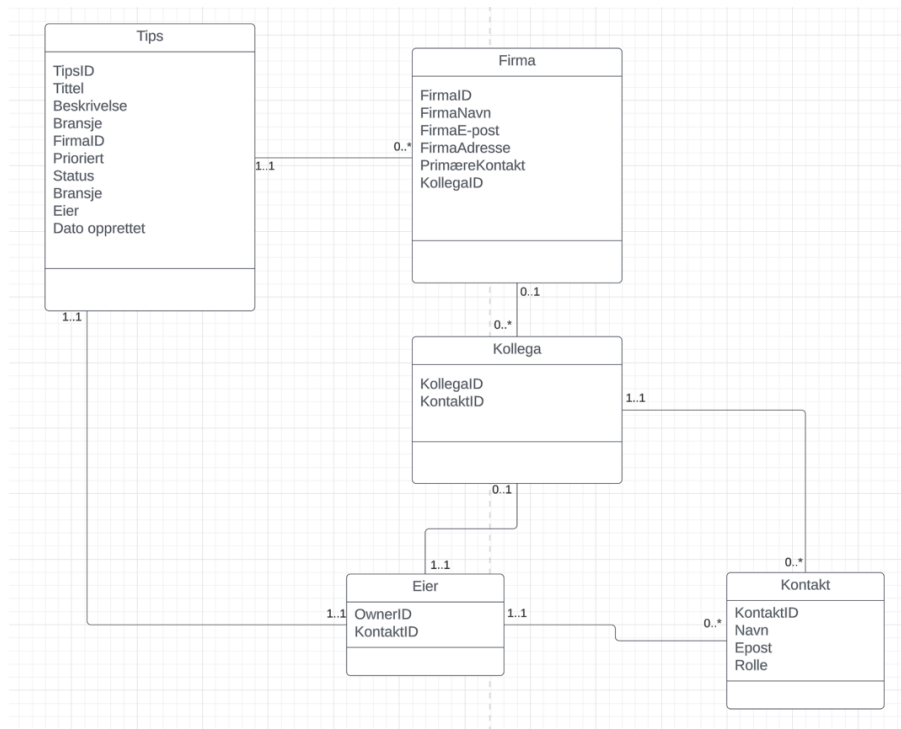 Tips
TipsID
Tittel
Beskrivelse
Bransje
FirmaID
Prioriert
Status
Bransje
Eier
Dato opprettet
1..1
0..*
Firma
FirmaID
FirmaNavn
FirmaE-post
FirmaAdresse
PrimæreKontakt
KollegaID
0..1
0..*
1..1
Kollega
KollegaID
KontaktID
1..1
0..1
1..1
0..*
Eier
OwnerID
KontaktID
1..1
1..1
0..*
Kontakt
KontaktID
Navn
Epost
Rolle